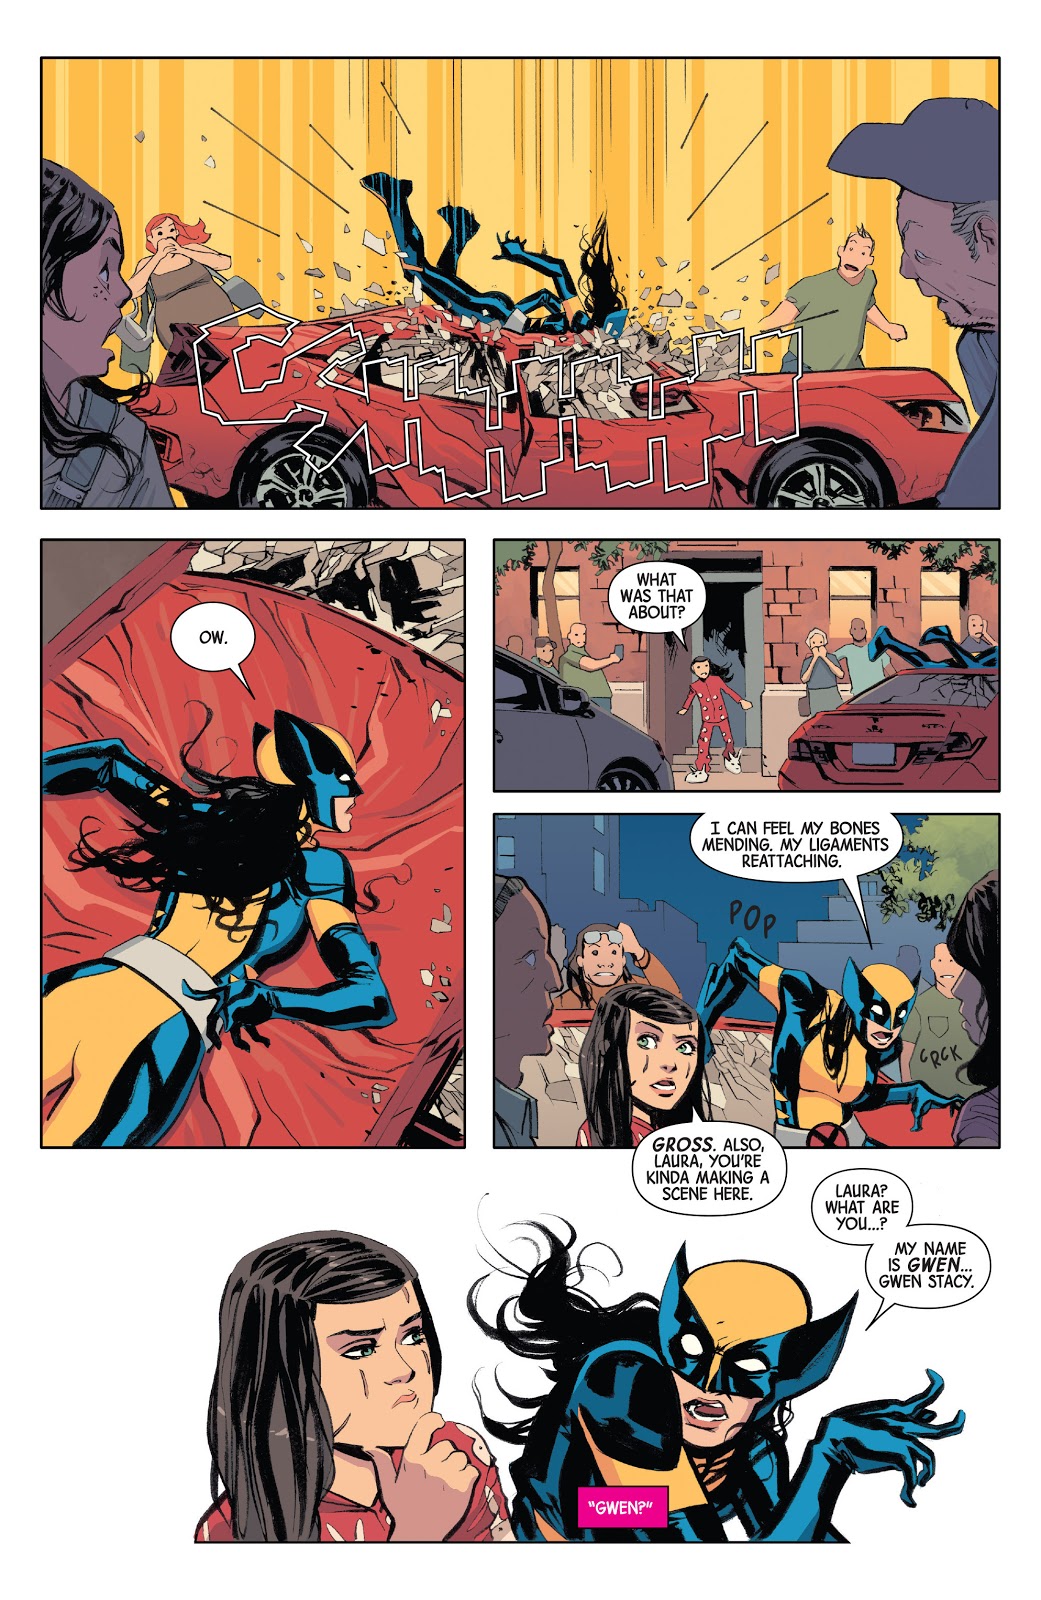 CRUNCH
OW.
WHAT
WAS THAT
ABOUT?
I CAN FEEL MY BONES
MENDING. MY LIGAMENTS
REATTACHING.
POP
CRCK
GROSS. ALSO,
LAURA, YOU'RE
KINDA MAKING A
SCENE HERE.
LAURA?
WHAT ARE
YOU...?
MY NAME
IS GWEN...
GWEN STACY.
"GWEN?"